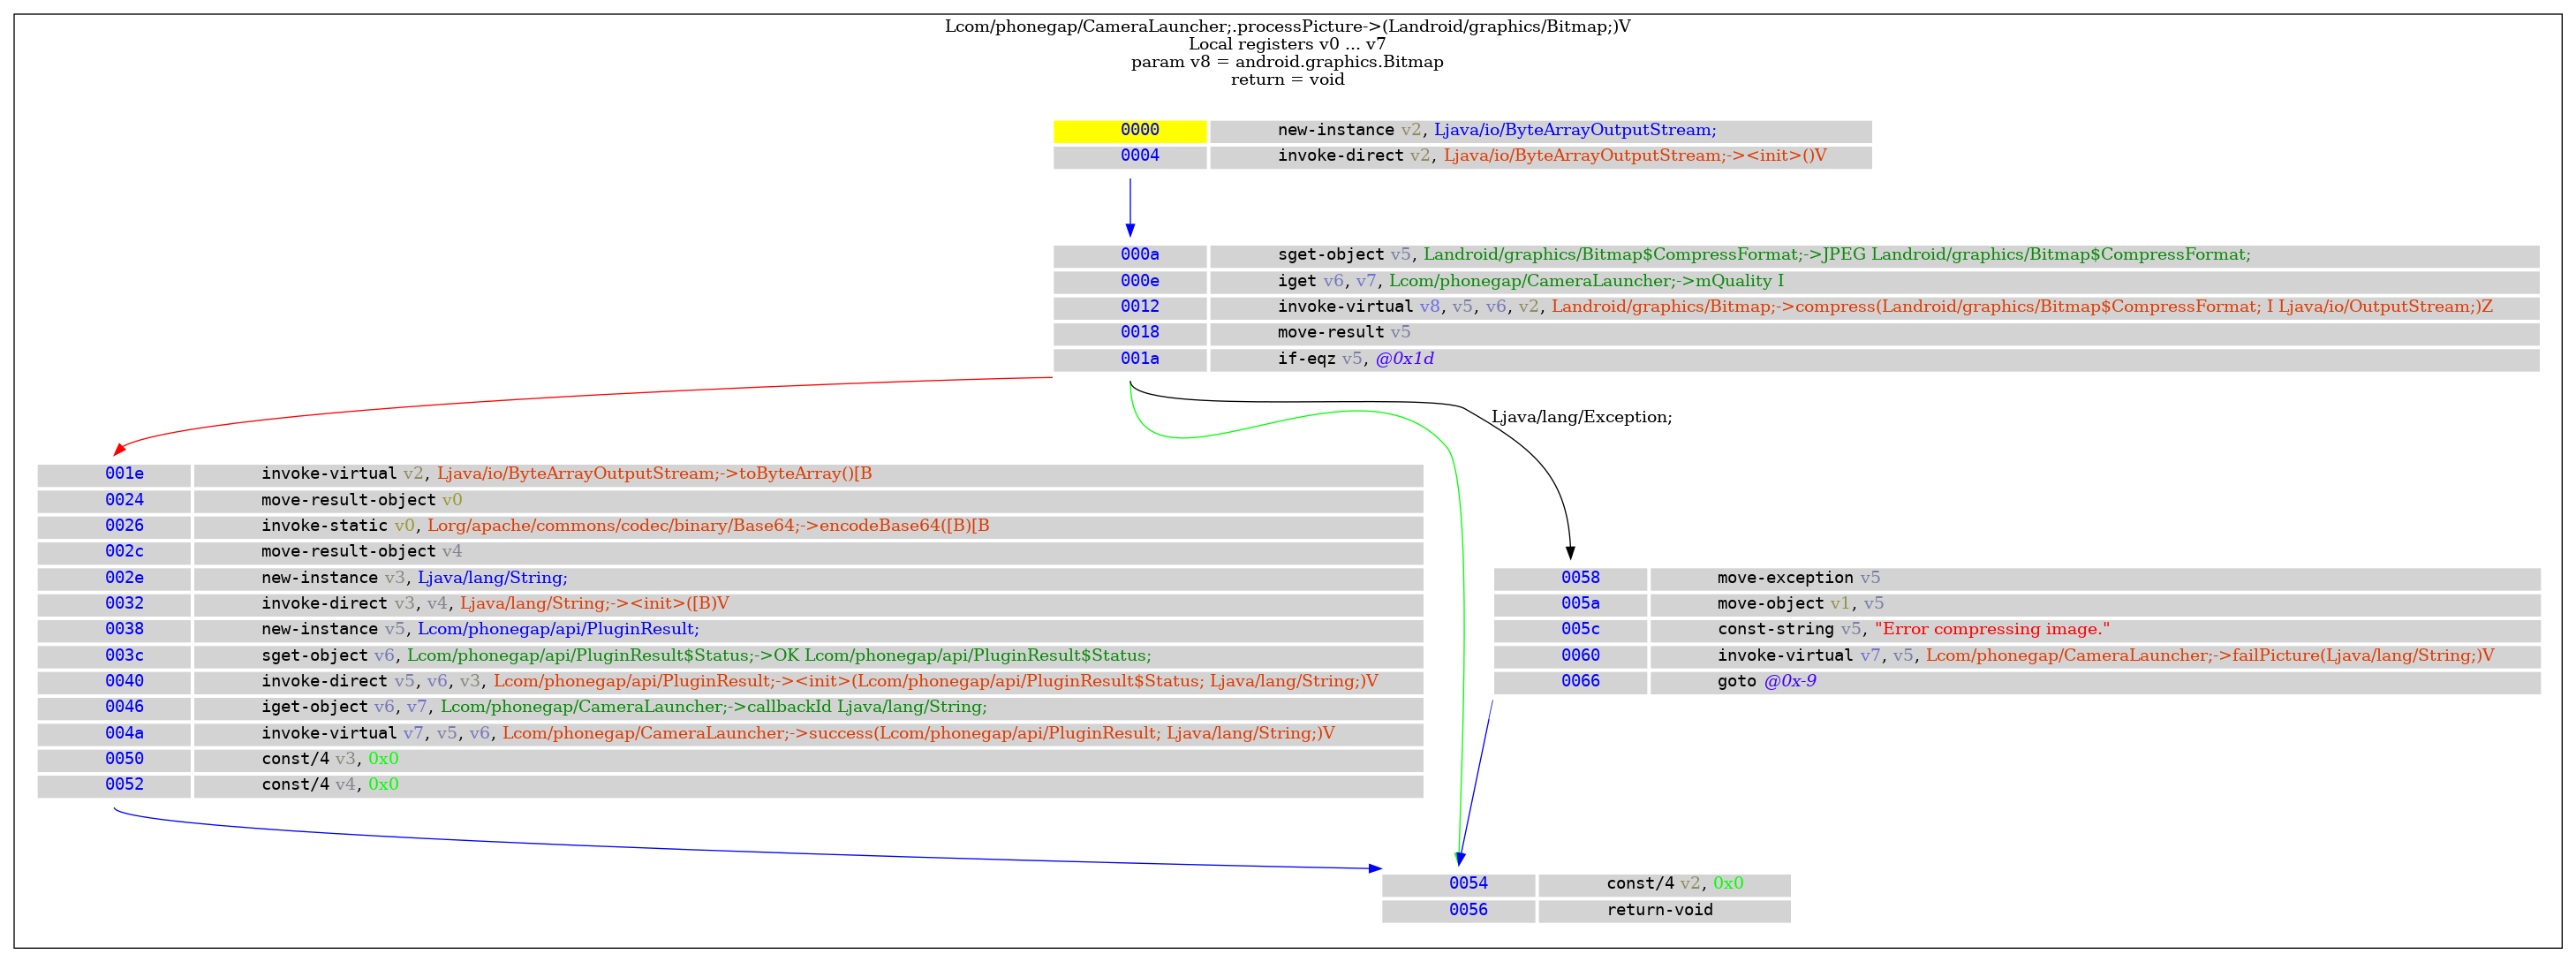 Lcom/phonegap/CameraLauncher;.processPicture->(Landroid/graphics/Bitmap;)V
Local registers v0 ... v7
param v8 = android.graphics.Bitmap
return = void
0000 new-instance v2, Ljava/io/ByteArrayOutputStream;
0004 invoke-direct v2, Ljava/io/ByteArrayOutputStream;-><init>()V
000a sget-object v5, Landroid/graphics/Bitmap$CompressFormat;->JPEG Landroid/graphics/Bitmap$CompressFormat;
000e iget v6, v7, Lcom/phonegap/CameraLauncher;->mQuality I
0012 invoke-virtual v8, v5, v6, v2, Landroid/graphics/Bitmap;->compress(Landroid/graphics/Bitmap$CompressFormat; I Ljava/io/OutputStream;)Z
0018 move-result v5
001a if-eqz v5, @0x1d
Ljava/lang/Exception;
001e invoke-virtual v2, Ljava/io/ByteArrayOutputStream;->toByteArray()[B
0024 move-result-object v0
0026 invoke-static v0, Lorg/apache/commons/codec/binary/Base64;->encodeBase64([B)[B
002c move-result-object v4
002e new-instance v3, Ljava/lang/String;
0032 invoke-direct v3, v4, Ljava/lang/String;-><init>([B)V
0038 new-instance v5, Lcom/phonegap/api/PluginResult;
003c sget-object v6, Lcom/phonegap/api/PluginResult$Status;->OK Lcom/phonegap/api/PluginResult$Status;
0040 invoke-direct v5, v6, v3, Lcom/phonegap/api/PluginResult;-><init>(Lcom/phonegap/api/PluginResult$Status; Ljava/lang/String;)V
0046 iget-object v6, v7, Lcom/phonegap/CameraLauncher;->callbackId Ljava/lang/String;
004a invoke-virtual v7, v5, v6, Lcom/phonegap/CameraLauncher;->success(Lcom/phonegap/api/PluginResult; Ljava/lang/String;)V
0050 const/4 v3, 0x0
0052 const/4 v4, 0x0
0058 move-exception v5
005a move-object v1, v5
005c const-string v5, "Error compressing image."
0060 invoke-virtual v7, v5, Lcom/phonegap/CameraLauncher;->failPicture(Ljava/lang/String;)V
0066 goto @0x-9
0054 const/4 v2, 0x0
0056 return-void